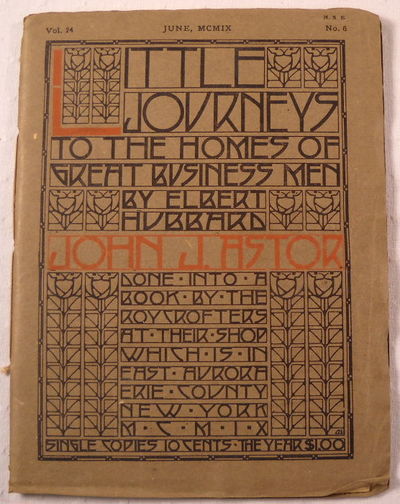 M. S. E.
Vol. 24 JUNE, MCMIX No. 6
LITTLE
JOURNEYS
TO THE HOMES OF
GREAT BUSINESS MEN
BY ELBERT
HUBBARD
JOHN J. ASTOR
DONE · INTO · A
BOOK · BY · THE
ROYCROFTERS
AT · THEIR · SHOP
WHICH · IS · IN
EAST · AURORA
ERIE · COUNTY
NEW · YORK
M · C · M · I · X
SINGLE COPIES 10 CENTS · THE YEAR $1.00